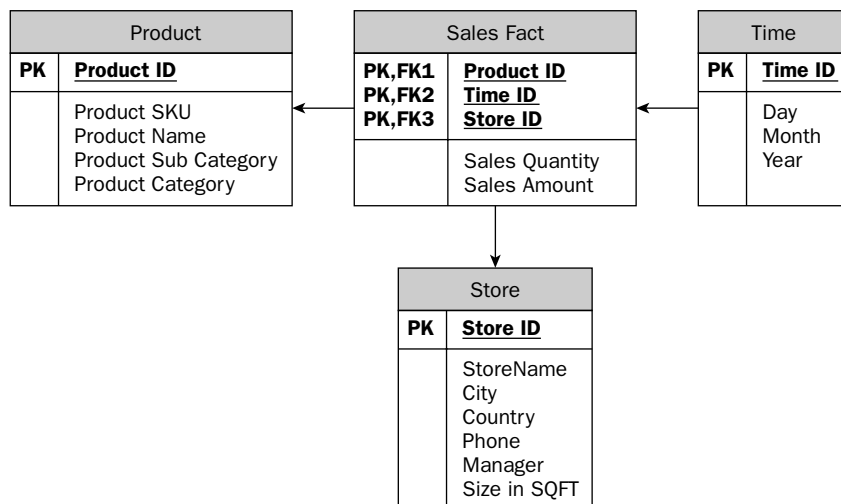 Product
PK Product ID
Product SKU
Product Name
Product Sub Category
Product Category
Sales Fact
PK,FK1 Product ID
PK,FK2 Time ID
PK,FK3 Store ID
Sales Quantity
Sales Amount
Time
PK Time ID
Day
Month
Year
Store
PK Store ID
StoreName
City
Country
Phone
Manager
Size in SQFT